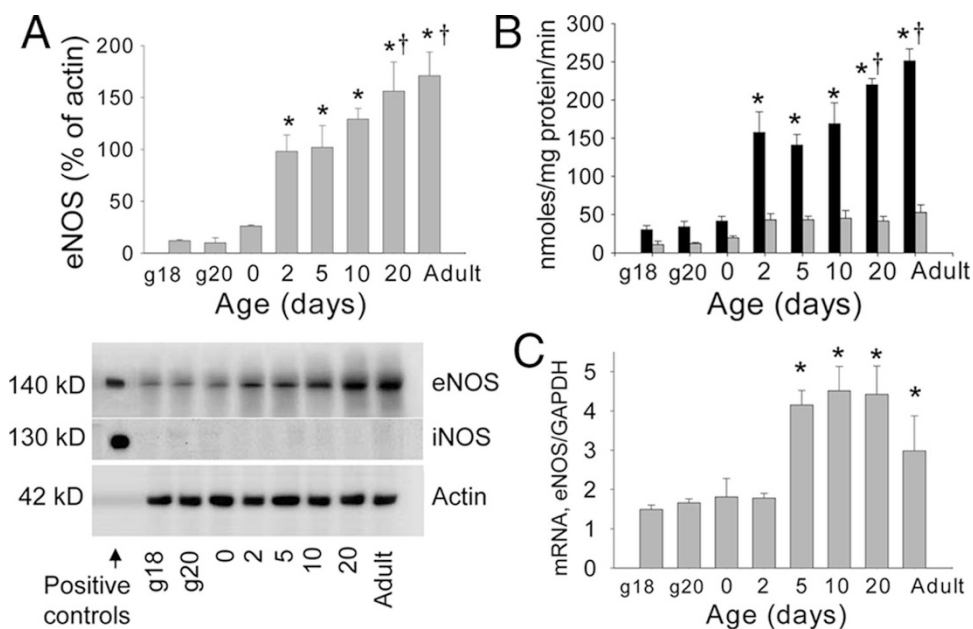 A
eNOS (% of actin)
200
150
100
50
0
* * * *† *†
g18 g20 0 2 5 10 20 Adult
Age (days)
140 kD eNOS
130 kD iNOS
42 kD Actin
Positive controls
g18 g20 0 2 5 10 20 Adult
B
nmoles/mg protein/min
300
250
200
150
100
50
0
* * * *† *†
g18 g20 0 2 5 10 20 Adult
Age (days)
C
mRNA, eNOS/GAPDH
5
4
3
2
1
0
* * * *
g18 g20 0 2 5 10 20 Adult
Age (days)